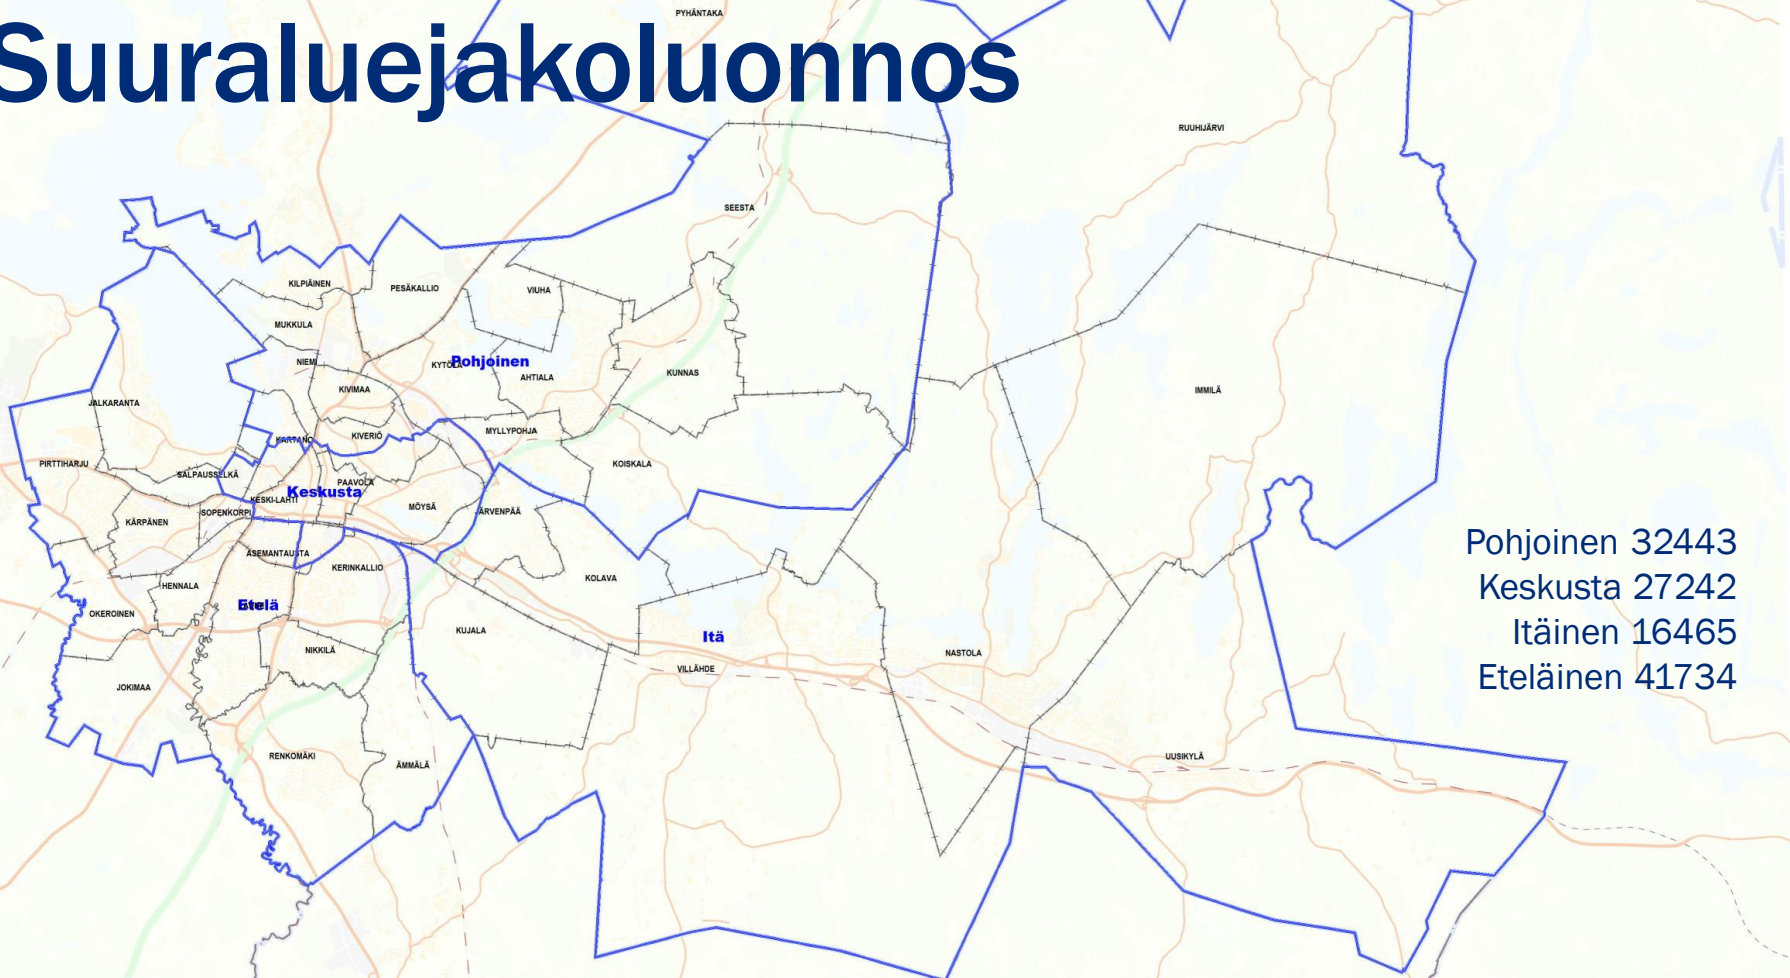 Suuraluejakoluonnos
PYHÄNTAKA
RUUHIJÄRVI
SEESTA
KILPIÄINEN
PESÄKALLIO
VIUHA
MUKKULA
NIEMI
KYTÖLÄ
Pohjoinen
AHTIALA
KUNNAS
KIVIMAA
IMMILÄ
JALKARANTA
KARTANO
KIVERIÖ
MYLLYPOHJA
PIRTTIHARJU
SALPAUSSELKÄ
KOISKALA
PAAVOLA
Keskusta
KESKI-LAHTI
MÖYSÄ
SOPENKORPI
JÄRVENPÄÄ
KÄRPÄNEN
ASEMANTAUSTA
KERINKALLIO
KOLAVA
HENNALA
OKEROINEN
Etelä
KUJALA
Itä
NIKKILÄ
NASTOLA
VILLÄHDE
JOKIMAA
RENKOMÄKI
ÄMMÄLÄ
UUSIKYLÄ
Pohjoinen 32443
Keskusta 27242
Itäinen 16465
Eteläinen 41734